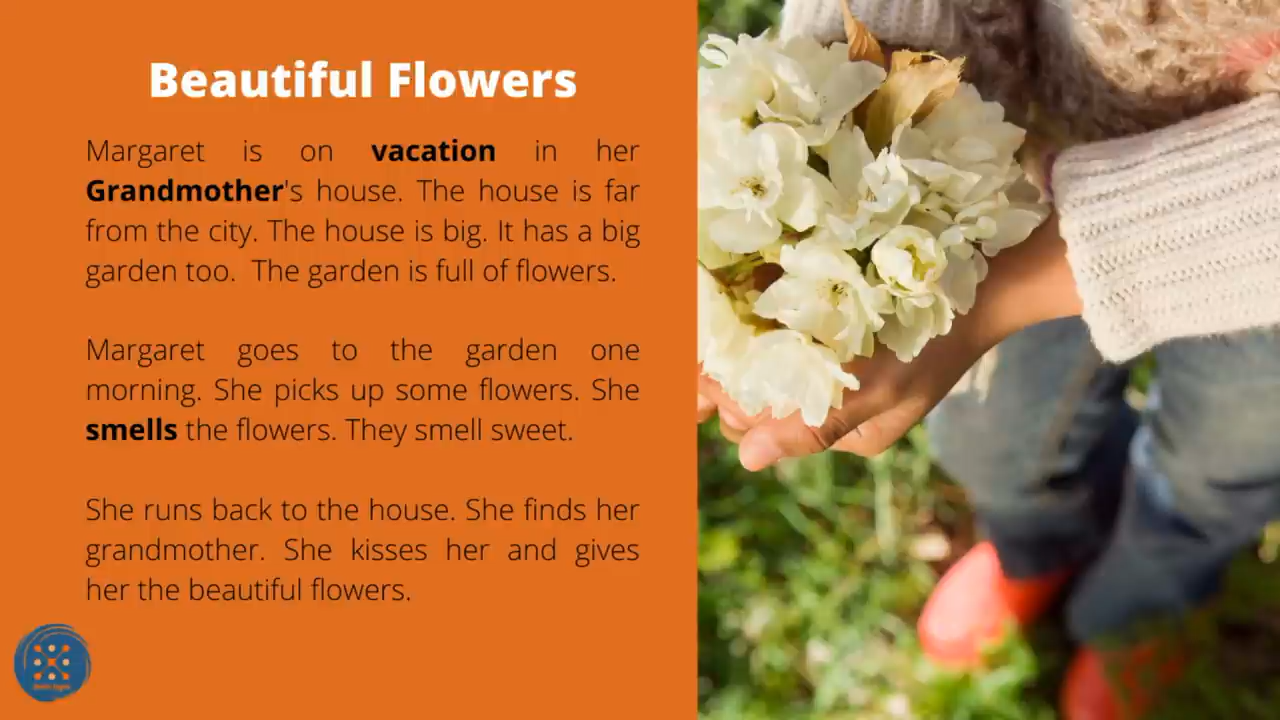 Beautiful Flowers
Margaret is on vacation in her
Grandmother's house. The house is far
from the city. The house is big. It has a big
garden too.  The garden is full of flowers.
Margaret goes to the garden one
morning. She picks up some flowers. She
smells the flowers. They smell sweet.
She runs back to the house. She finds her
grandmother. She kisses her and gives
her the beautiful flowers.